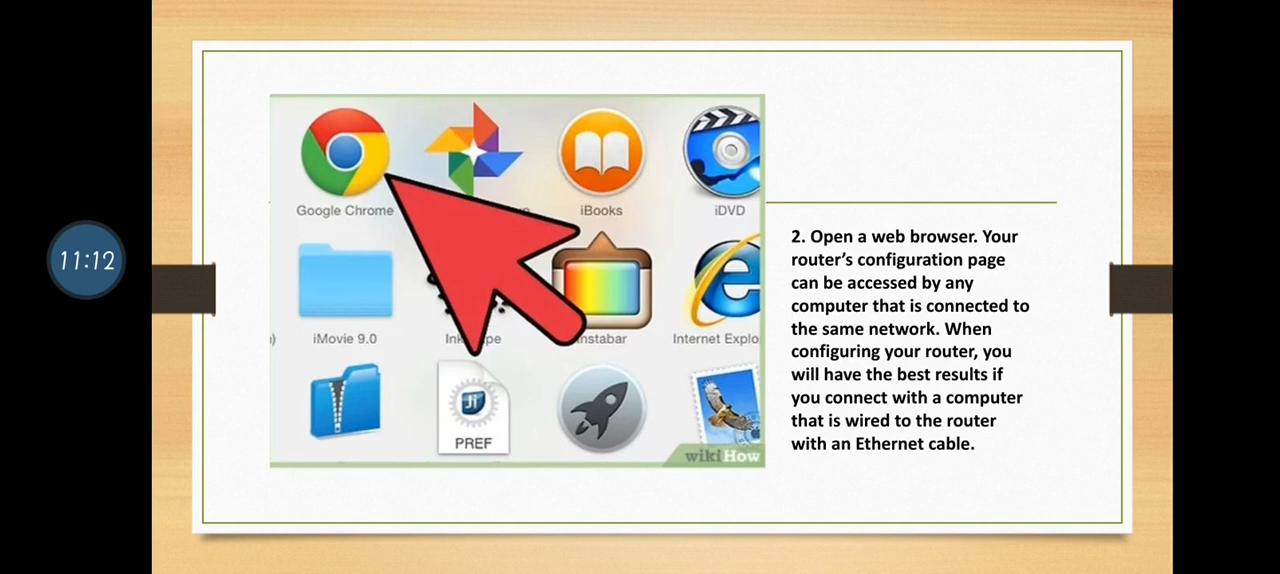 11:12
Google Chrome
iBooks
iDVD
iMovie 9.0
Instabar
Internet Explo
PREF
wikiHow
2. Open a web browser. Your
router’s configuration page
can be accessed by any
computer that is connected to
the same network. When
configuring your router, you
will have the best results if
you connect with a computer
that is wired to the router
with an Ethernet cable.